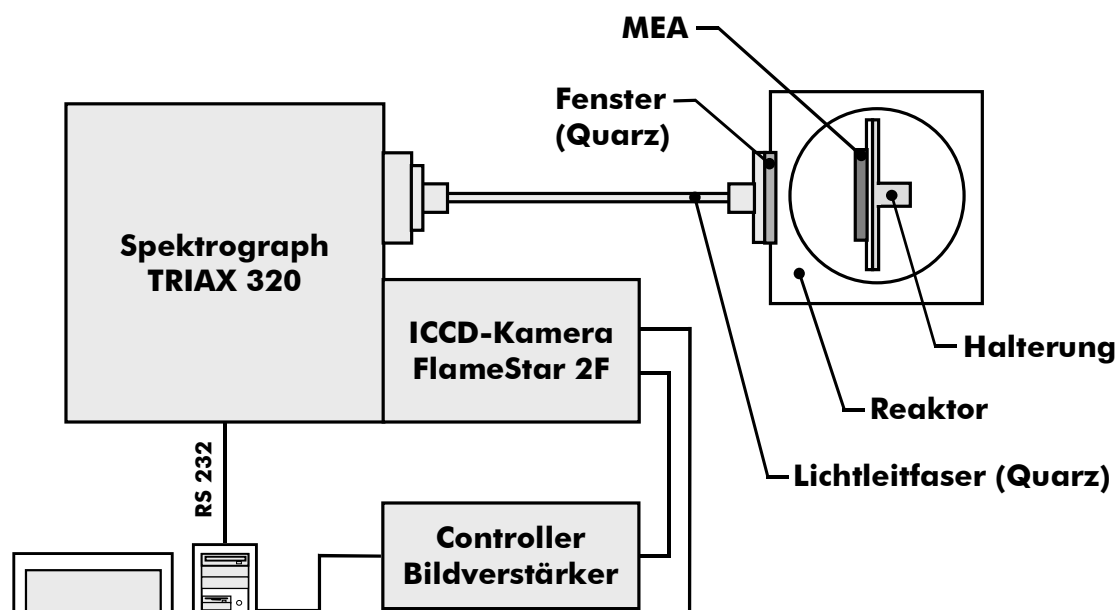 MEA
Fenster
(Quarz)
Spektrograph
TRIAX 320
ICCD-Kamera
FlameStar 2F
Halterung
Reaktor
Lichtleitfaser (Quarz)
RS 232
Controller
Bildverstärker